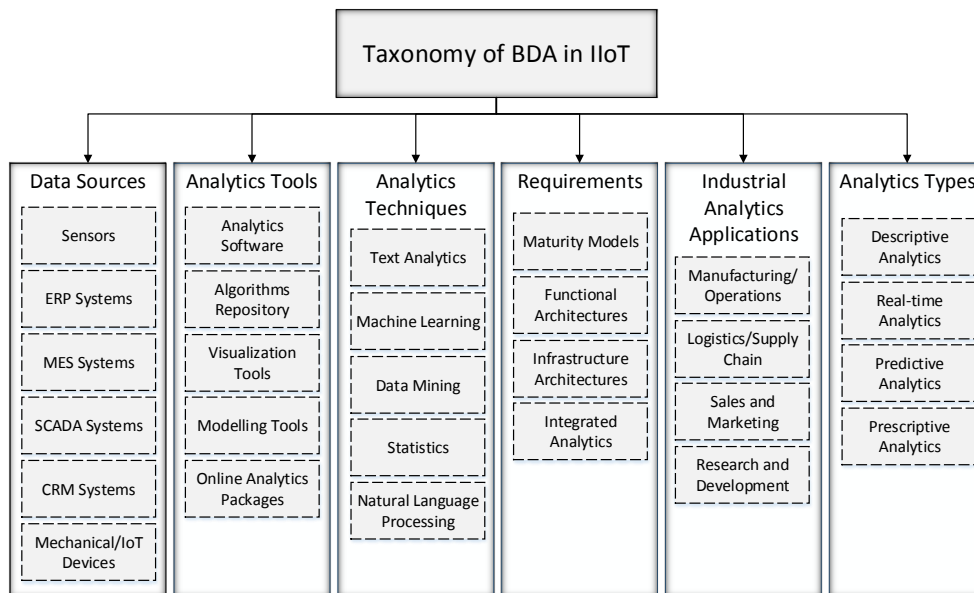 Taxonomy of BDA in IIoT
Data Sources
Sensors
ERP Systems
MES Systems
SCADA Systems
CRM Systems
Mechanical/IoT
Devices
Analytics Tools
Analytics
Software
Algorithms
Repository
Visualization
Tools
Modelling Tools
Online Analytics
Packages
Analytics
Techniques
Text Analytics
Machine Learning
Data Mining
Statistics
Natural Language
Processing
Requirements
Maturity Models
Functional
Architectures
Infrastructure
Architectures
Integrated
Analytics
Industrial
Analytics
Applications
Manufacturing/
Operations
Logistics/Supply
Chain
Sales and
Marketing
Research and
Development
Analytics Types
Descriptive
Analytics
Real-time
Analytics
Predictive
Analytics
Prescriptive
Analytics